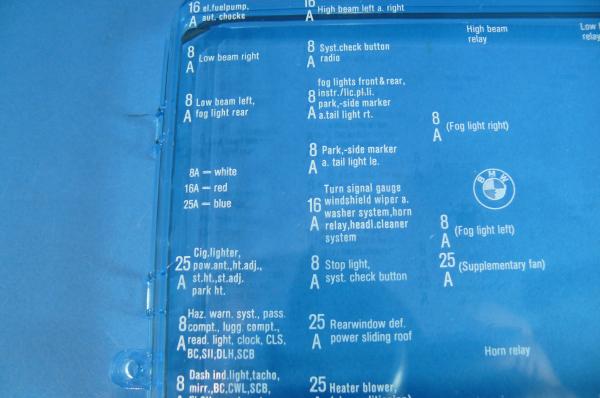 16 A el.fuelpump,
aut. chocke
16 A High beam left a. right
High beam
relay
Low
relay
8 A Low beam right
8 A Syst.check button
radio
8 A Low beam left,
fog light rear
8 A fog lights front & rear,
instr./lic.pl.li.
park,-side marker
a.tail light rt.
8 A (Fog light right)
8 A Park,-side marker
a. tail light le.
8A — white
16A — red
25A — blue
16 A Turn signal gauge
windshield wiper a.
washer system,horn
relay,headl.cleaner
system
BMW
8 A (Fog light left)
25 A (Supplementary fan)
25 A Cig.lighter,
pow.ant.,ht.adj.,
st.ht.,st.adj.
park ht.
8 A Stop light,
syst. check button
8 A Haz. warn. syst., pass.
compt., lugg. compt.,
read. light, clock, CLS,
BC,SII,DLH,SCB
25 A Rearwindow def.
power sliding roof
Horn relay
8 Dash ind.light,tacho,
mirr.,BC,CWL,SCB,
25 Heater blower,